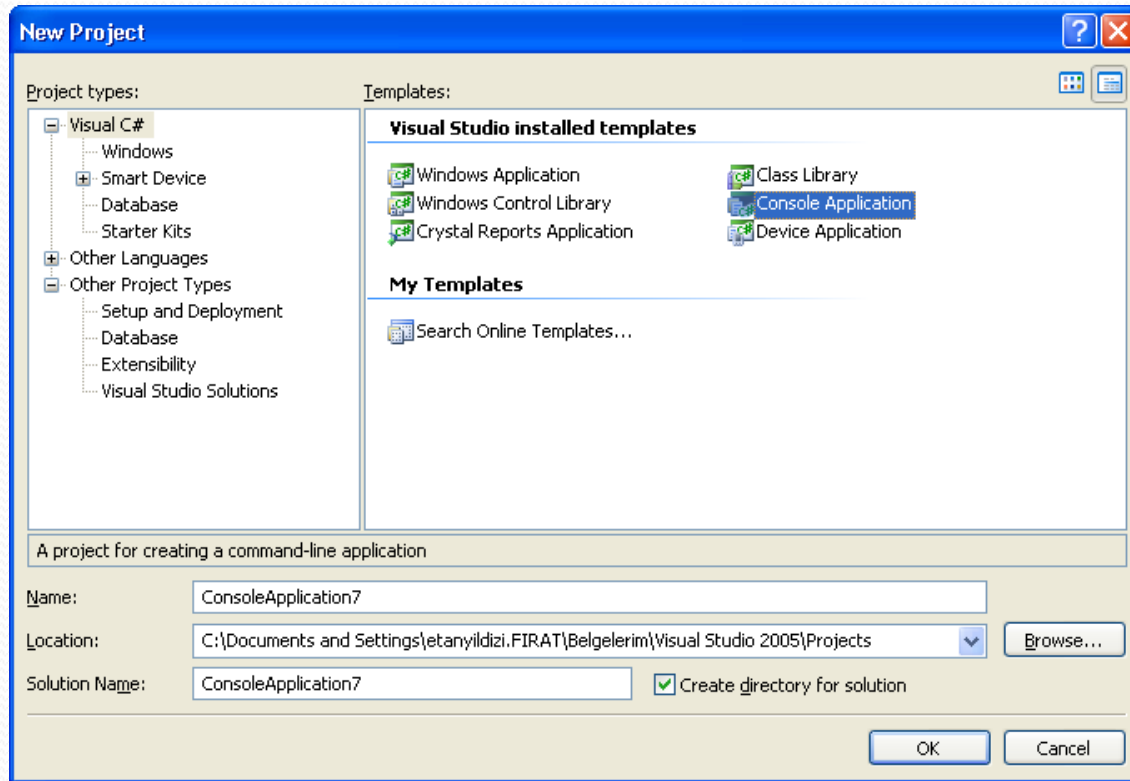 New Project
Project types:
Templates:
Visual C#
Windows
Smart Device
Database
Starter Kits
Other Languages
Other Project Types
Setup and Deployment
Database
Extensibility
Visual Studio Solutions
Visual Studio installed templates
Windows Application
Class Library
Windows Control Library
Console Application
Crystal Reports Application
Device Application
My Templates
Search Online Templates...
A project for creating a command-line application
Name: ConsoleApplication7
Location: C:\Documents and Settings\etanyildizi.FIRAT\Belgelerim\Visual Studio 2005\Projects Browse...
Solution Name: ConsoleApplication7 Create directory for solution
OK Cancel